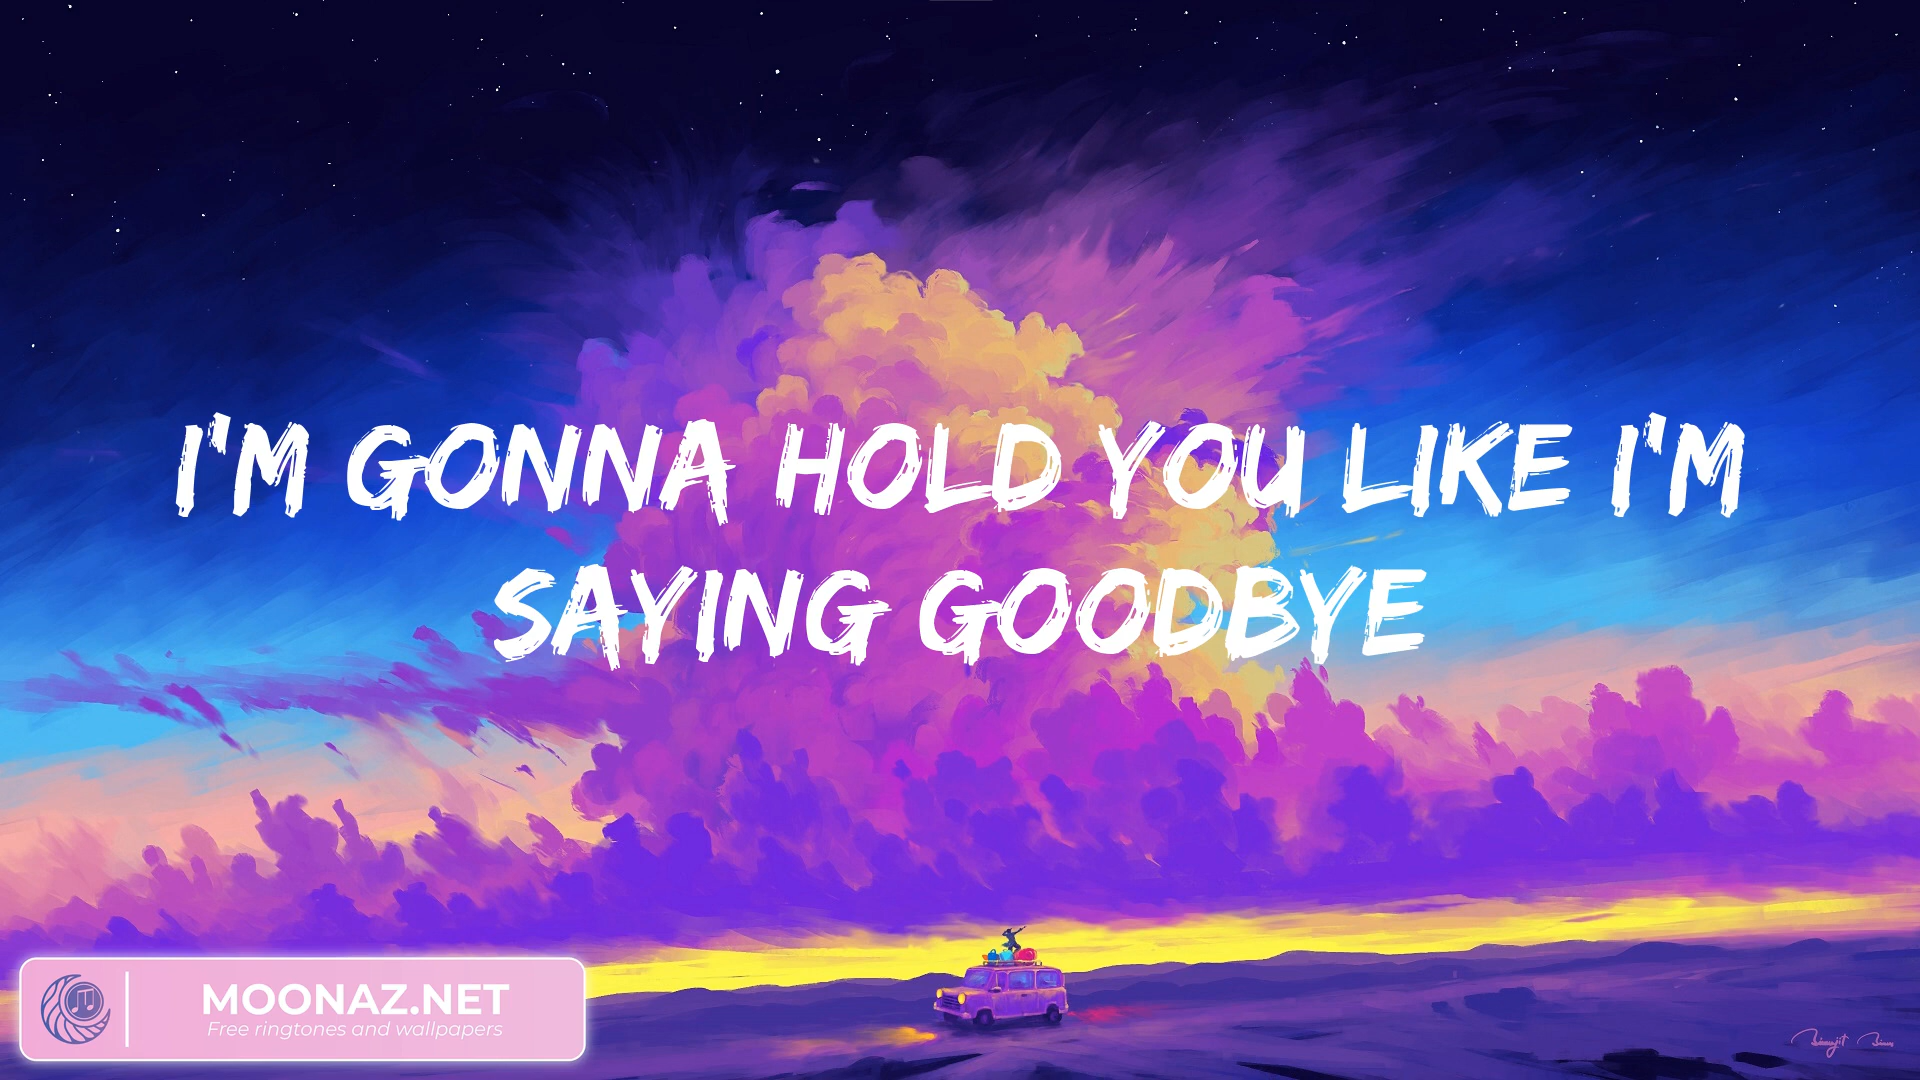 I'M GONNA HOLD YOU LIKE I'M
SAYING GOODBYE
MOONAZ.NET
Free ringtones and wallpapers